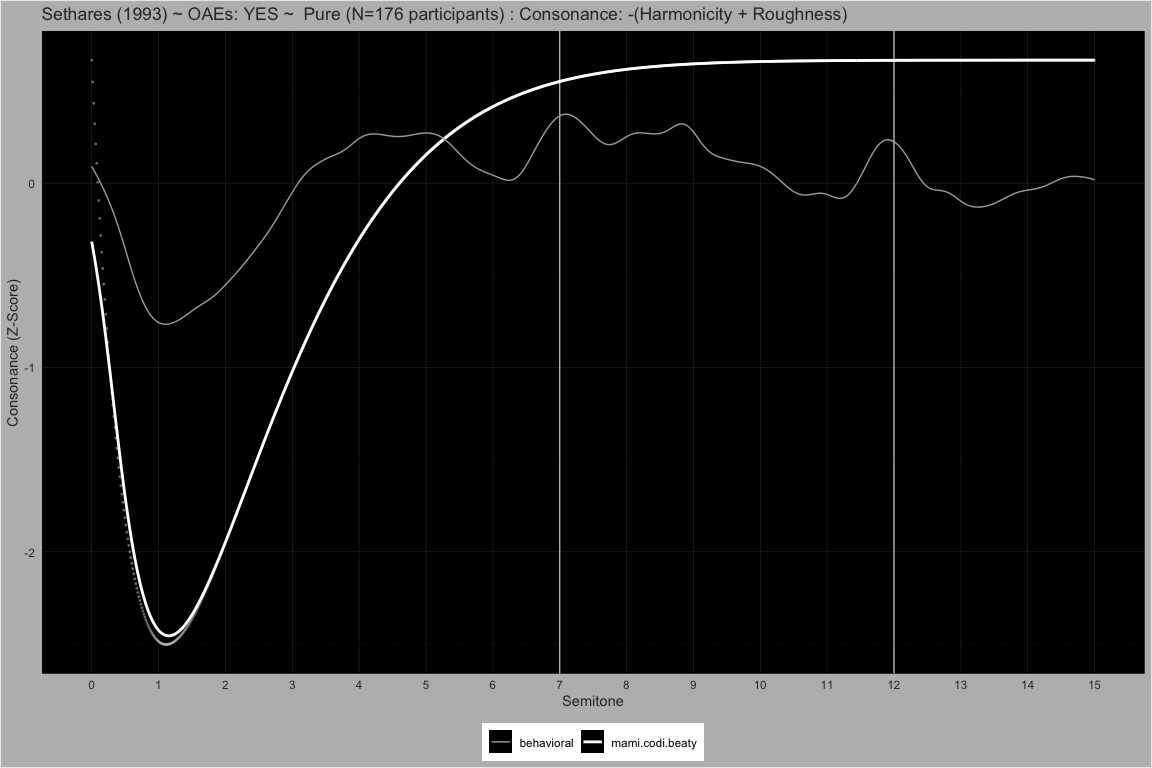 Sethares (1993) ~ OAEs: YES ~  Pure (N=176 participants) : Consonance: -(Harmonicity + Roughness)
Consonance (Z-Score)
0
-1
-2
0 1 2 3 4 5 6 7 8 9 10 11 12 13 14 15
Semitone
behavioral mami.codi.beaty